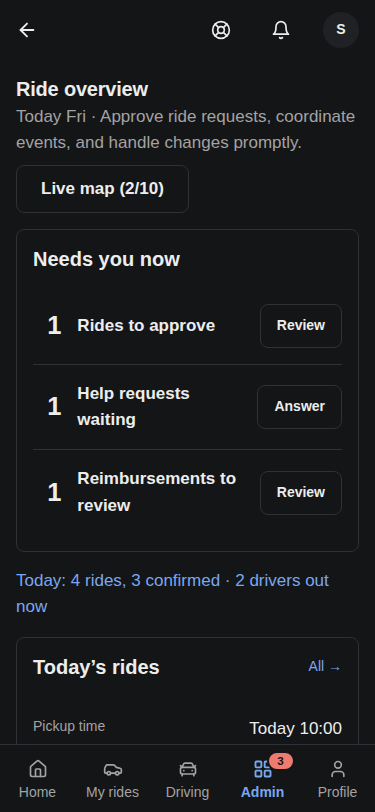 S
Ride overview
Today Fri · Approve ride requests, coordinate
events, and handle changes promptly.
Live map (2/10)
Needs you now
1 Rides to approve Review
1 Help requests
waiting Answer
1 Reimbursements to
review Review
Today: 4 rides, 3 confirmed · 2 drivers out
now
Today’s rides All →
Pickup time Today 10:00
3
Home My rides Driving Admin Profile